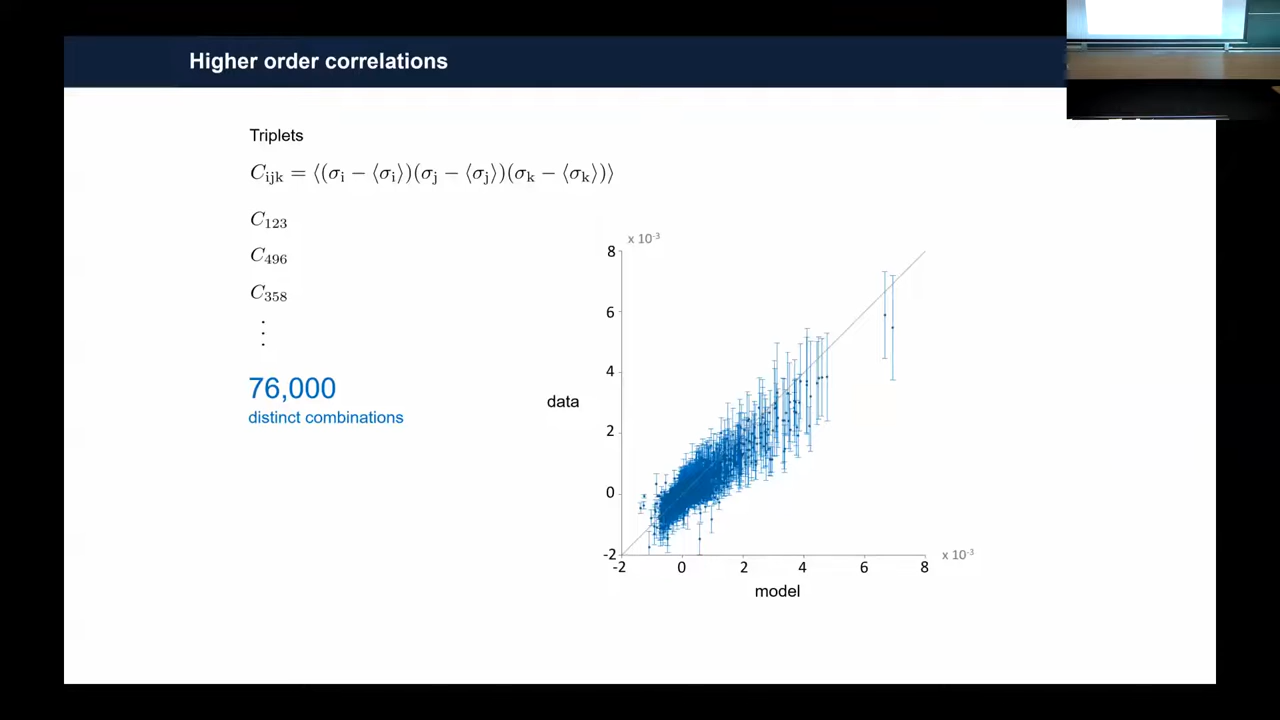 Higher order correlations
Triplets
C_ijk = ⟨(σ_i − ⟨σ_i⟩)(σ_j − ⟨σ_j⟩)(σ_k − ⟨σ_k⟩)⟩
C_123
C_496
C_358
⋮
76,000
distinct combinations
x 10^-3
8
6
4
data
2
0
-2
-2 0 2 4 6 8
x 10^-3
model